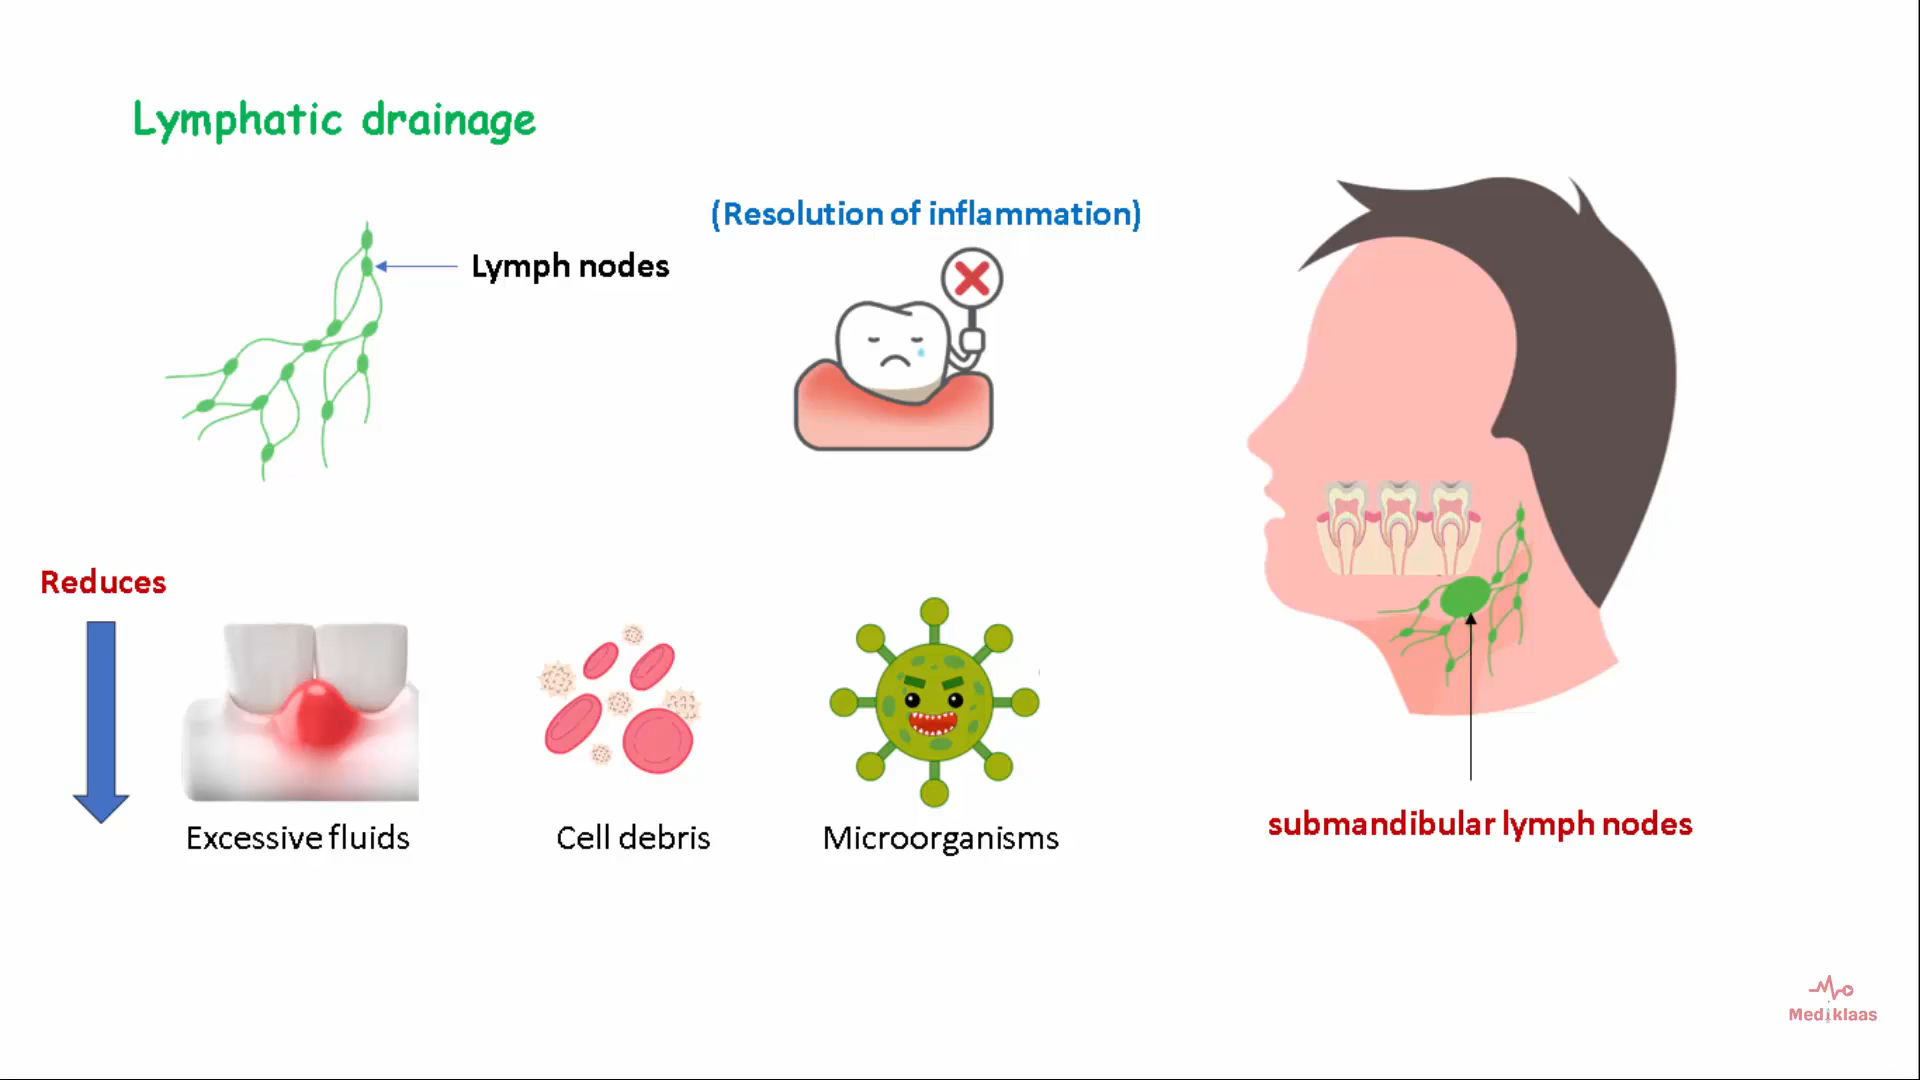 Lymphatic drainage
(Resolution of inflammation)
Lymph nodes
Reduces
Excessive fluids
Cell debris
Microorganisms
submandibular lymph nodes
Mediklaas